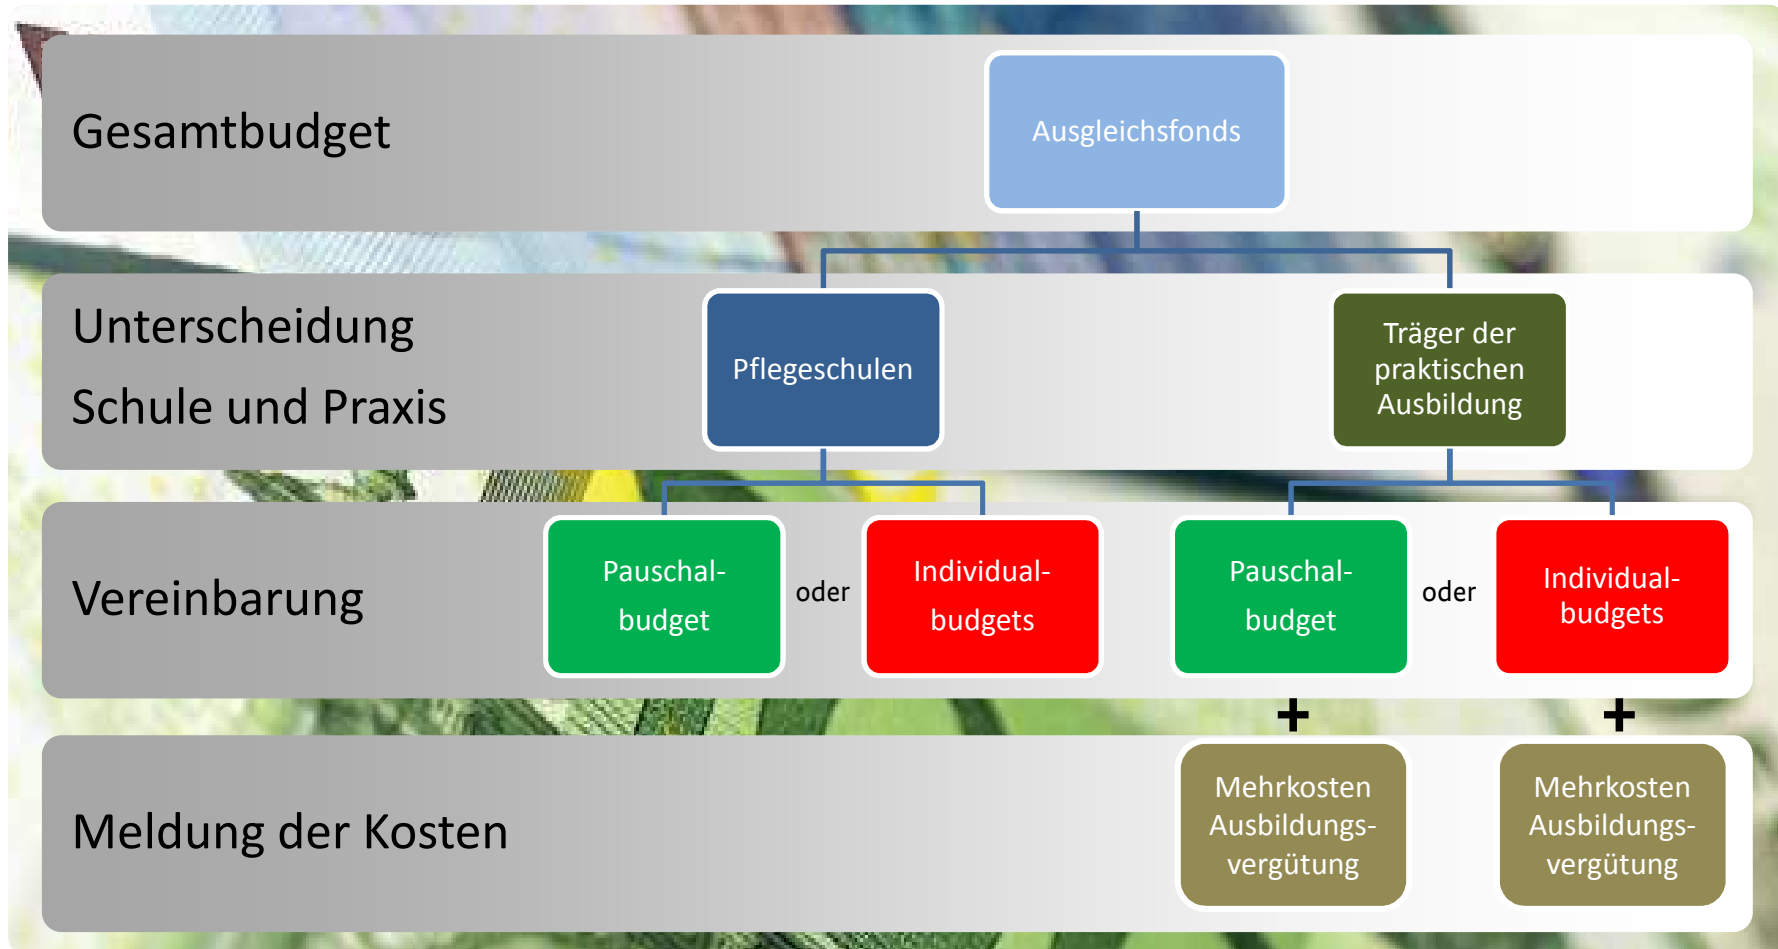 Gesamtbudget
Ausgleichsfonds
Unterscheidung
Schule und Praxis
Pflegeschulen
Träger der
praktischen
Ausbildung
Vereinbarung
Pauschal-
budget
oder
Individual-
budgets
Pauschal-
budget
oder
Individual-
budgets
+
+
Meldung der Kosten
Mehrkosten
Ausbildungs-
vergütung
Mehrkosten
Ausbildungs-
vergütung